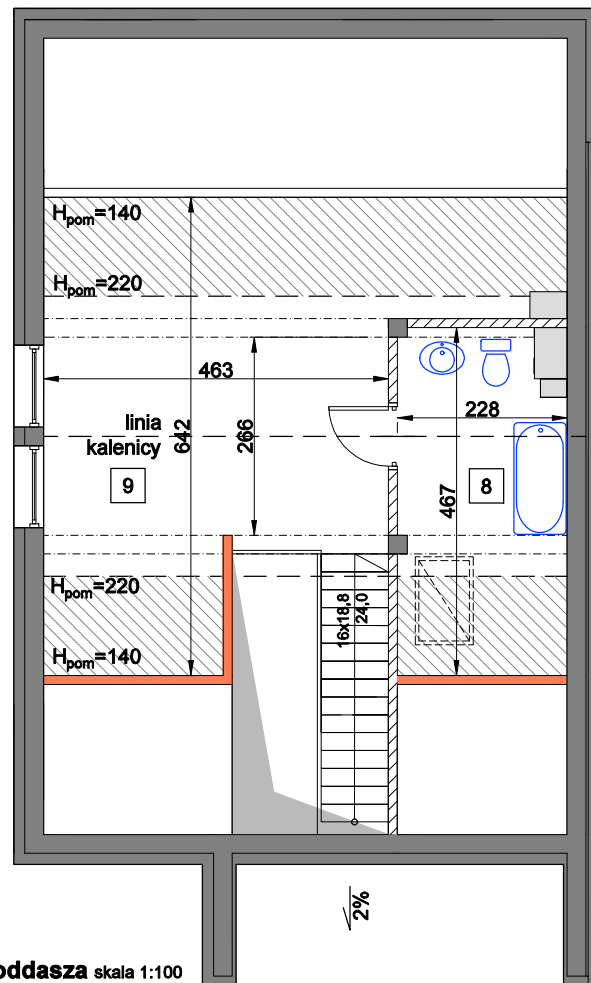 Hpom=140
Hpom=220
463
228
linia
kalenicy
642
266
467
9
8
Hpom=220
Hpom=140
16x18,8
24,0
2%
oddasza skala 1:100